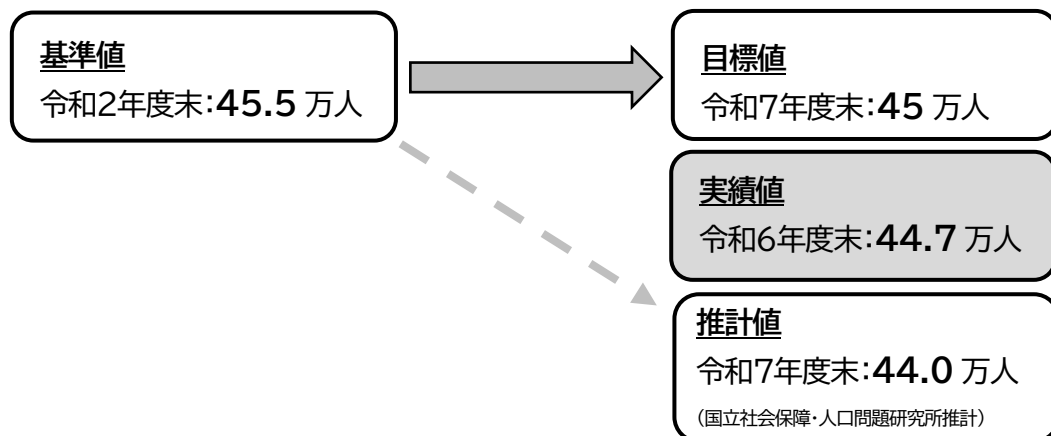 基準値
令和2年度末：45.5 万人
目標値
令和7年度末：45 万人
実績値
令和6年度末：44.7 万人
推計値
令和7年度末：44.0 万人
（国立社会保障・人口問題研究所推計）